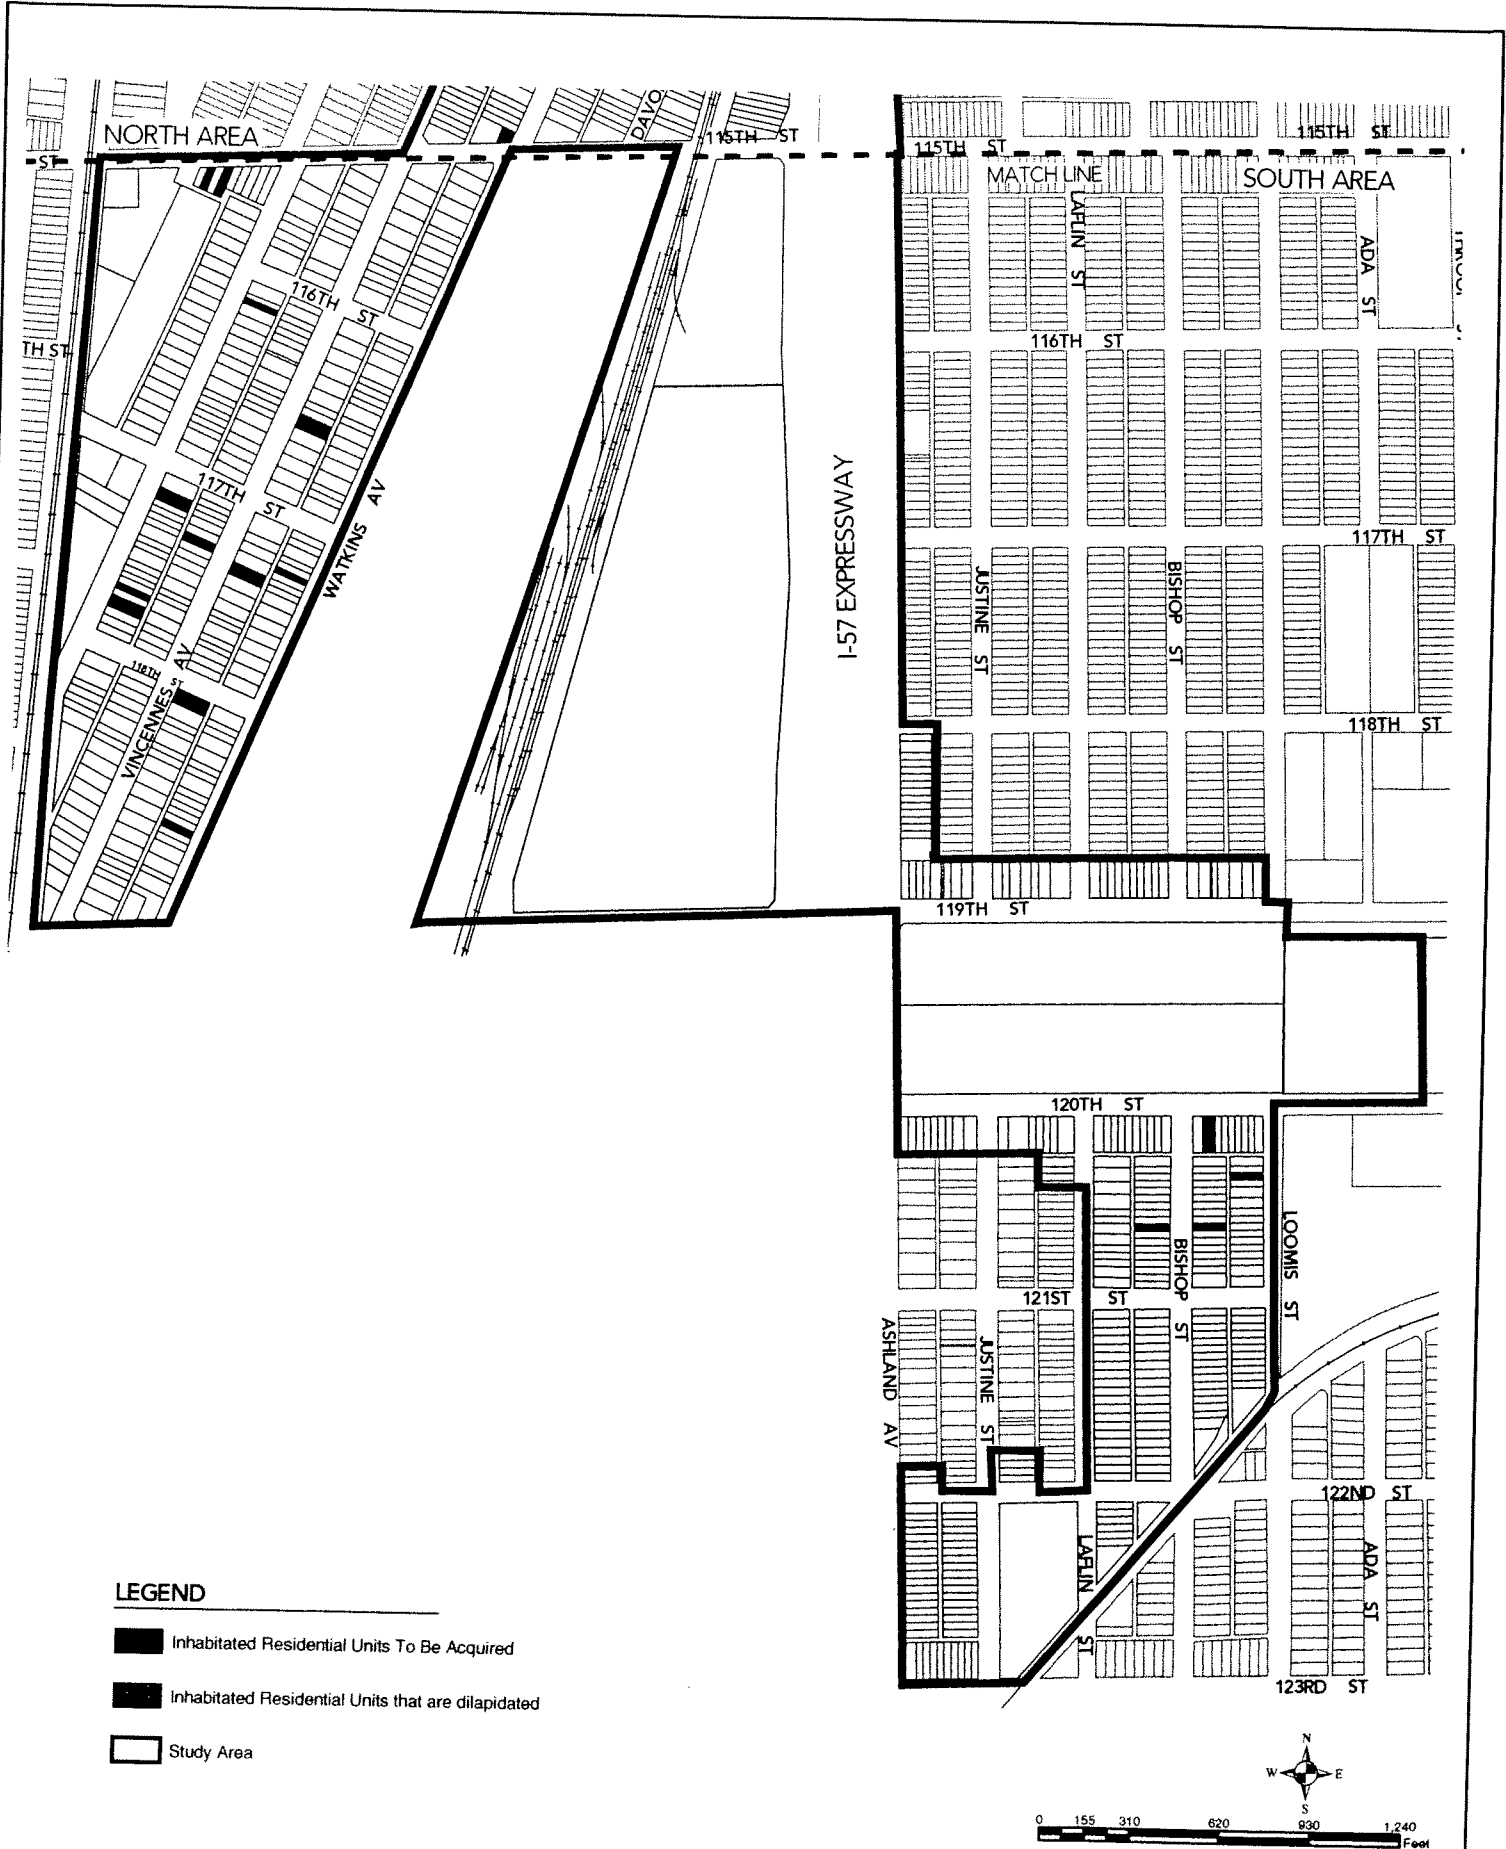 DAVO
NORTH AREA
115TH ST
115TH ST
115TH ST
ST
MATCH LINE
SOUTH AREA
LAFLIN ST
ADA ST
116TH ST
116TH ST
TH ST
117TH ST
WATKINS AV
I-57 EXPRESSWAY
117TH ST
JUSTINE ST
BISHOP ST
118TH ST
VINCENNES AV
118TH ST
119TH ST
120TH ST
LOOMIS ST
BISHOP ST
121ST ST
ASHLAND AV
JUSTINE ST
122ND ST
LAFLIN ST
ADA ST
123RD ST
LEGEND
Inhabitated Residential Units To Be Acquired
Inhabitated Residential Units that are dilapidated
Study Area
N
W E
S
0 155 310 620 930 1,240
Feet